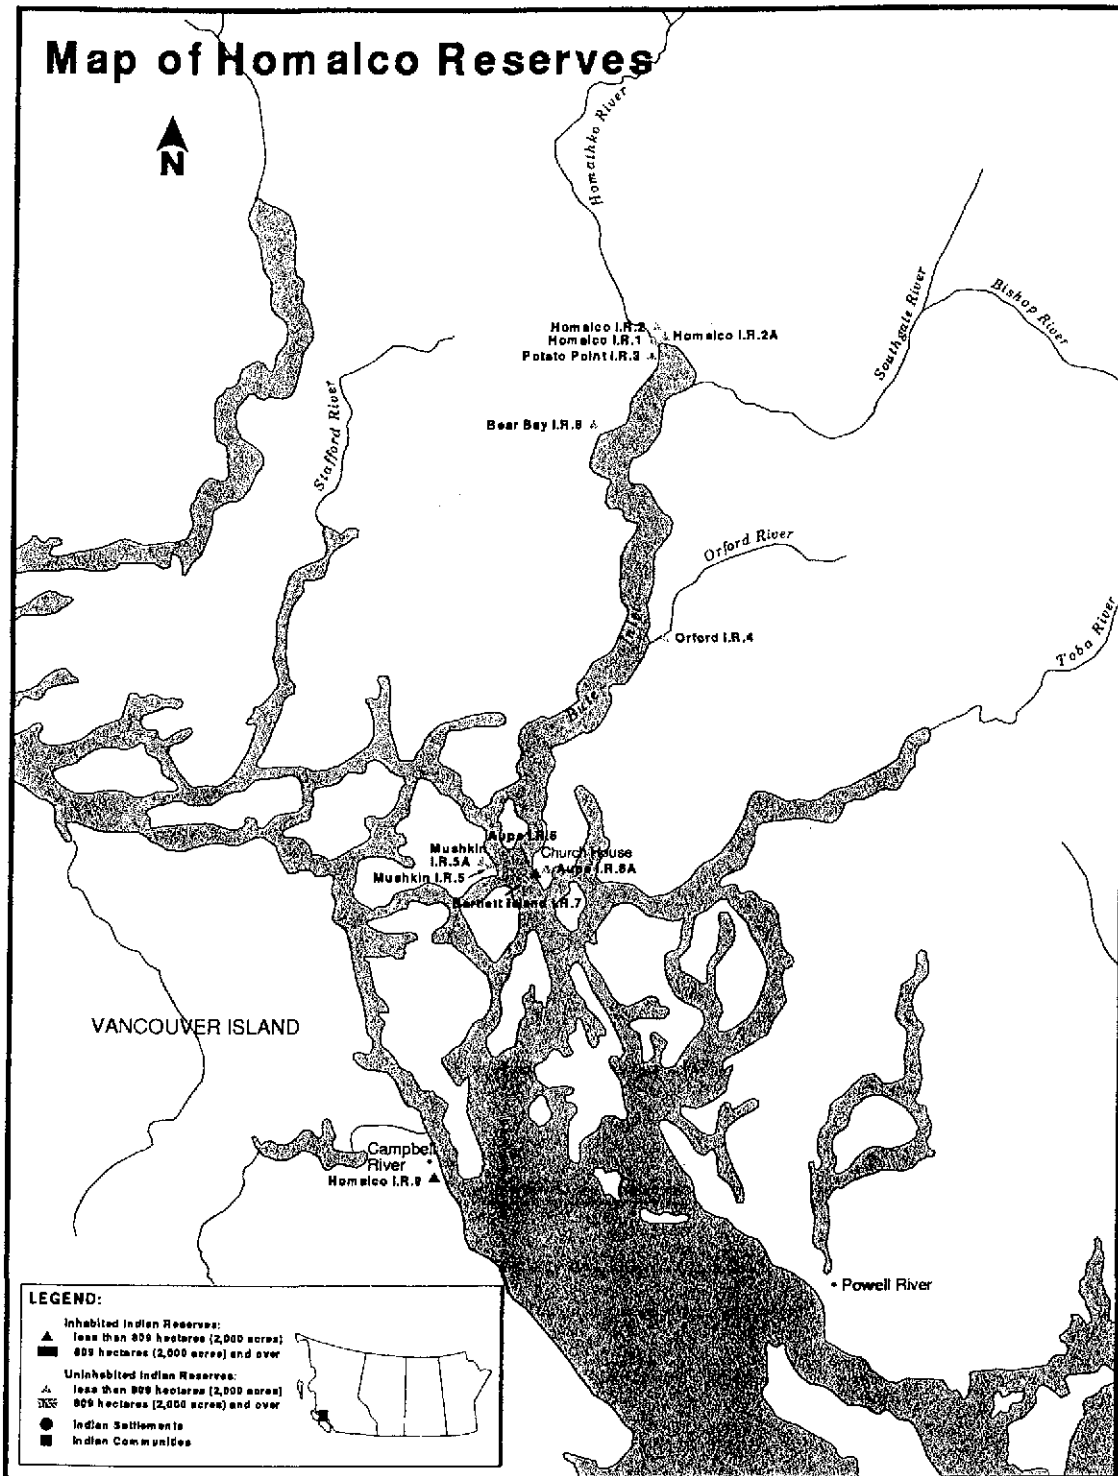 Map of Homalco Reserves
N
Homathko River
Southgate River
Bishop River
Homalco I.R.2
Homalco I.R.1
Homalco I.R.2A
Potato Point I.R.3
Stafford River
Bear Bay I.R.8
Orford River
Orford I.R.4
Toba River
Bute Inlet
Aupe I.R.6
Mushkin
I.R.5A
Church House
Mushkin I.R.5
Aupe I.R.6A
Bartlett Island I.R.7
VANCOUVER ISLAND
Campbell
River
Homalco I.R.9
Powell River
LEGEND:
Inhabited Indian Reserves:
less than 809 hectares (2,000 acres)
809 hectares (2,000 acres) and over
Uninhabited Indian Reserves:
less than 809 hectares (2,000 acres)
809 hectares (2,000 acres) and over
Indian Settlements
Indian Communities